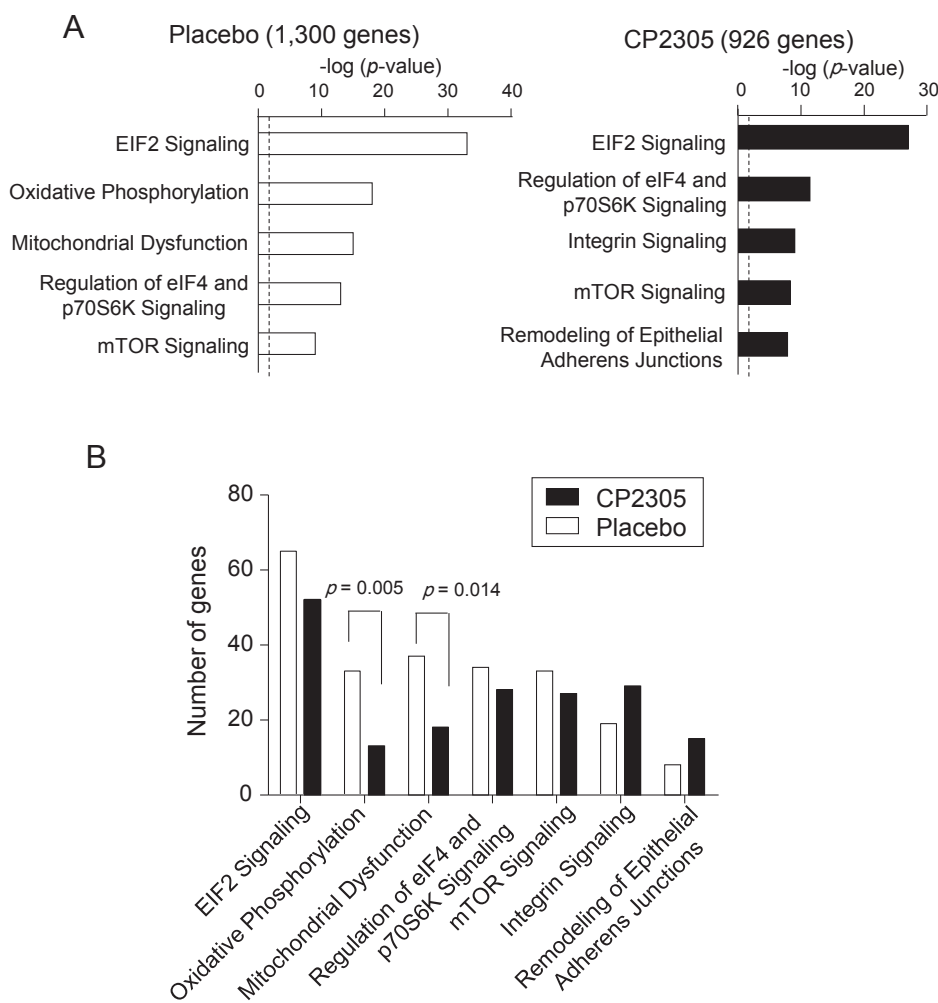 A
Placebo (1,300 genes)
-log (p-value)
0 10 20 30 40
EIF2 Signaling
Oxidative Phosphorylation
Mitochondrial Dysfunction
Regulation of eIF4 and
p70S6K Signaling
mTOR Signaling
CP2305 (926 genes)
-log (p-value)
0 10 20 30
EIF2 Signaling
Regulation of eIF4 and
p70S6K Signaling
Integrin Signaling
mTOR Signaling
Remodeling of Epithelial
Adherens Junctions
B
CP2305
Placebo
Number of genes
80
60
40
20
0
p = 0.005
p = 0.014
EIF2 Signaling
Oxidative Phosphorylation
Mitochondrial Dysfunction
Regulation of eIF4 and
p70S6K Signaling
mTOR Signaling
Integrin Signaling
Remodeling of Epithelial
Adherens Junctions